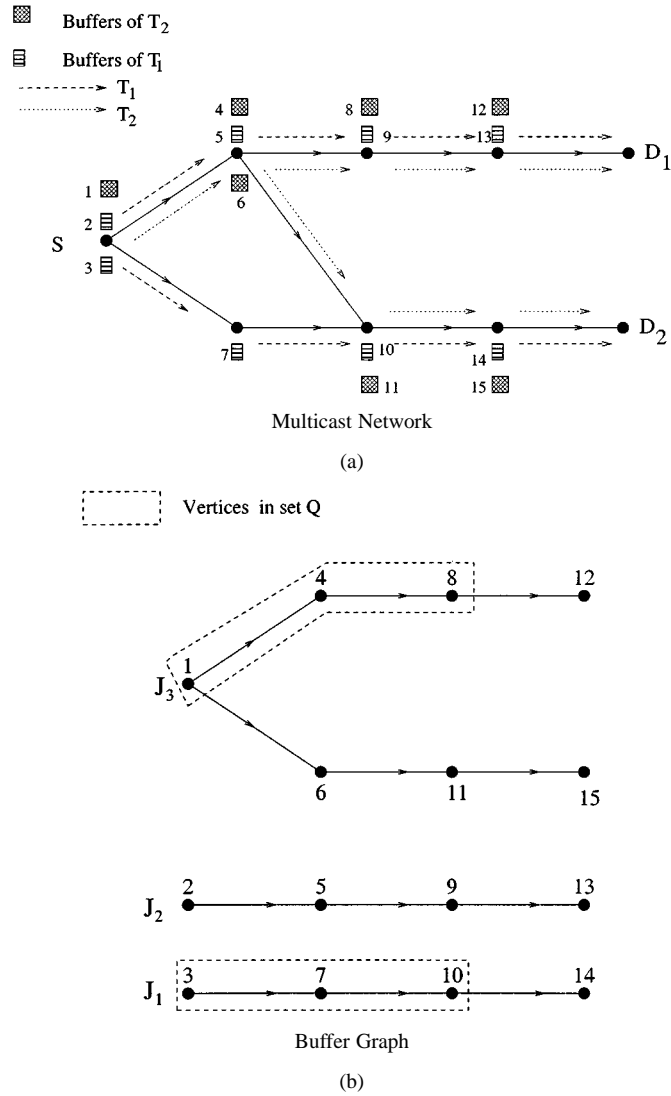 Buffers of T2
Buffers of T1
T1
T2
4
8
12
5
9
13
D1
1
6
2
S
3
D2
7
10
14
11
15
Multicast Network
(a)
Vertices in set Q
4
8
12
1
J3
6
11
15
2
5
9
13
J2
3
7
10
14
J1
Buffer Graph
(b)